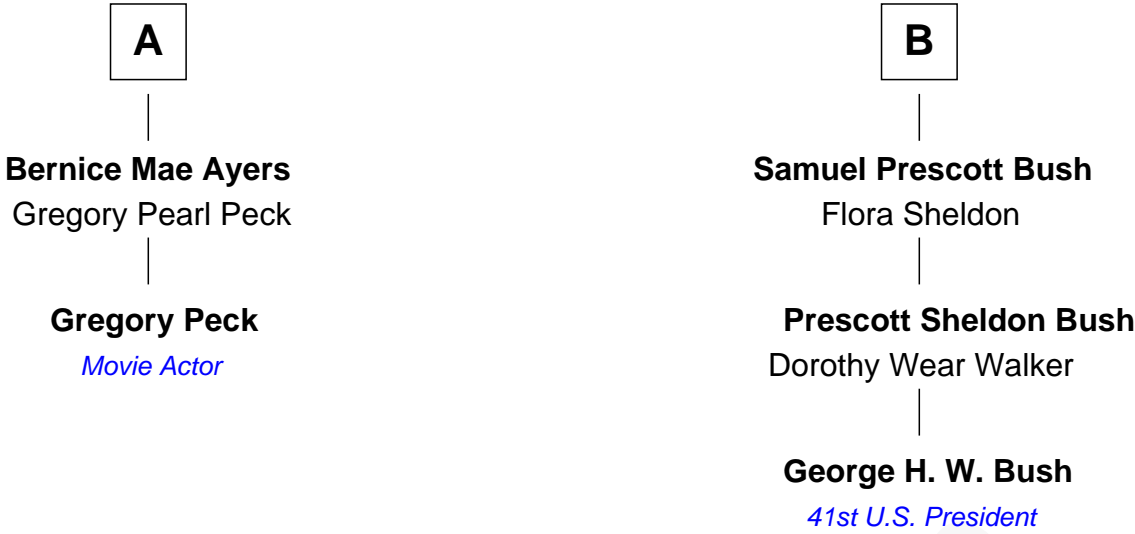 A
Bernice Mae Ayers
Gregory Pearl Peck
Gregory Peck
Movie Actor
B
Samuel Prescott Bush
Flora Sheldon
Prescott Sheldon Bush
Dorothy Wear Walker
George H. W. Bush
41st U.S. President